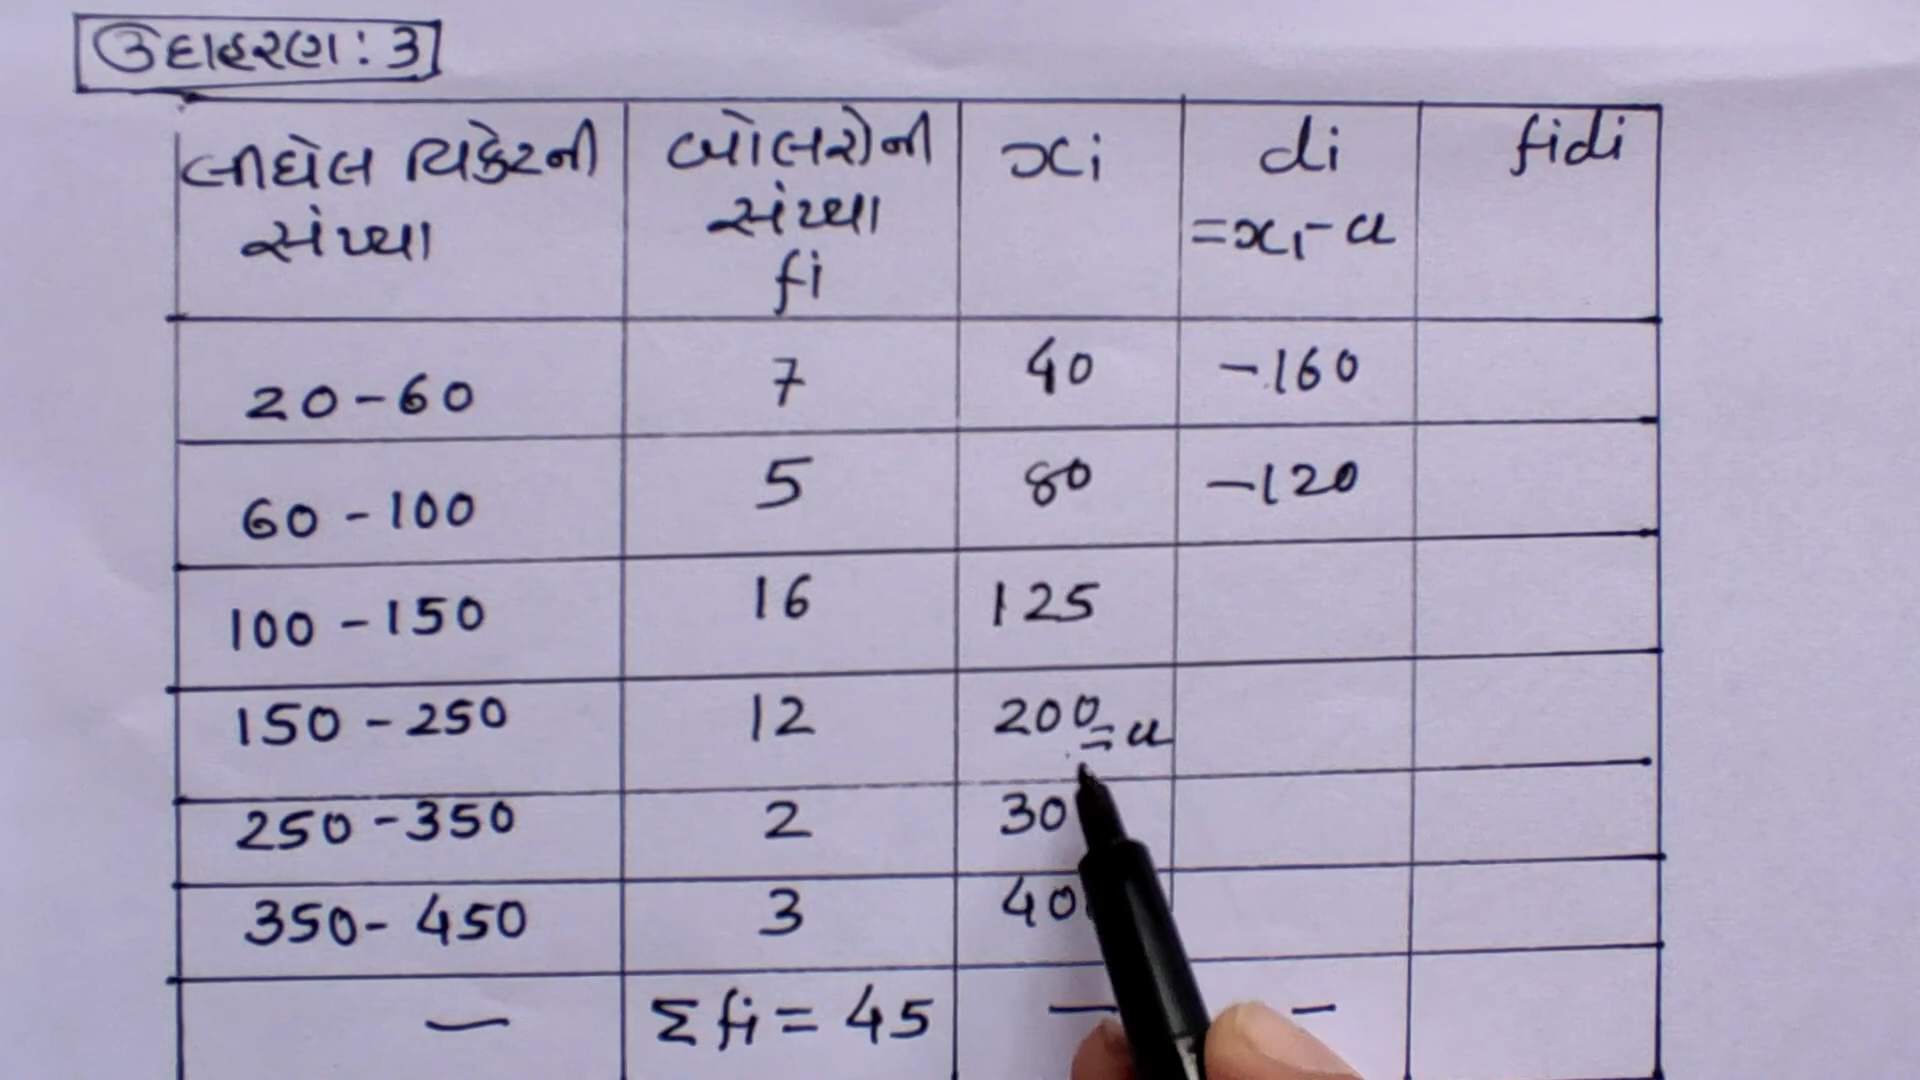 ઉદાહરણ : 3
લીધેલ વિકેટની સંખ્યા | બોલરોની સંખ્યા fi | xi | di = xi - a | fidi
20 - 60 | 7 | 40 | -160
60 - 100 | 5 | 80 | -120
100 - 150 | 16 | 125
150 - 250 | 12 | 200 = a
250 - 350 | 2 | 30
350 - 450 | 3 | 40
— | Σfi = 45 | — | —